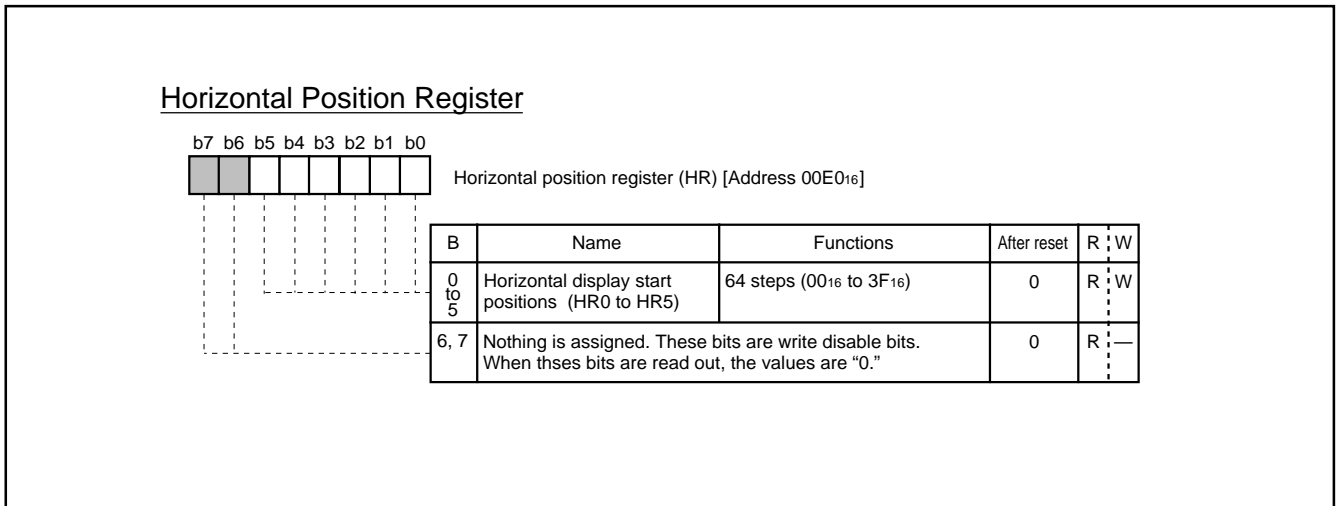 Horizontal Position Register
b7 b6 b5 b4 b3 b2 b1 b0
Horizontal position register (HR) [Address 00E016]
B Name Functions After reset R W
0 to 5 Horizontal display start positions (HR0 to HR5) 64 steps (0016 to 3F16) 0 R W
6, 7 Nothing is assigned. These bits are write disable bits. 0 R —
When thses bits are read out, the values are “0.”